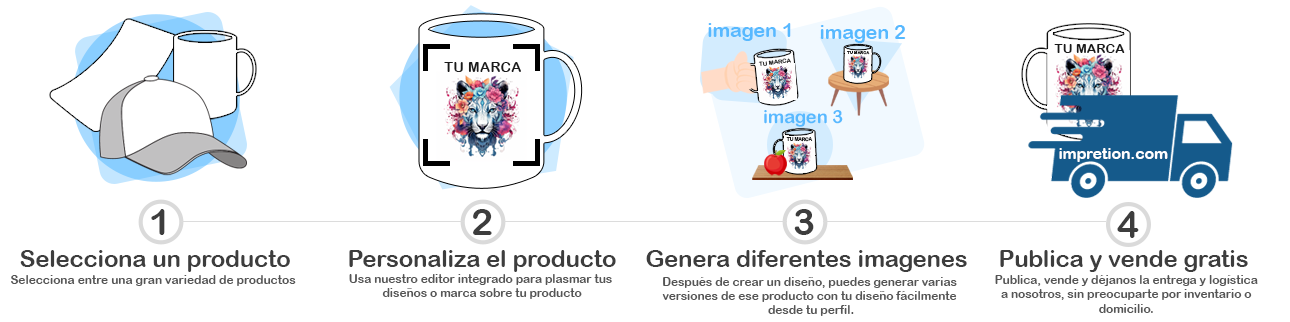 TU MARCA
imagen 1
TU MARCA
imagen 2
TU MARCA
imagen 3
TU MARCA
TU MARCA
impretion.com
1
Selecciona un producto
Selecciona entre una gran variedad de productos
2
Personaliza el producto
Usa nuestro editor integrado para plasmar tus
diseños o marca sobre tu producto
3
Genera diferentes imagenes
Después de crear un diseño, puedes generar varias
versiones de ese producto con tu diseño fácilmente
desde tu perfil.
4
Publica y vende gratis
Publica, vende y déjanos la entrega y logística
a nosotros, sin preocuparte por inventario o
domicilio.